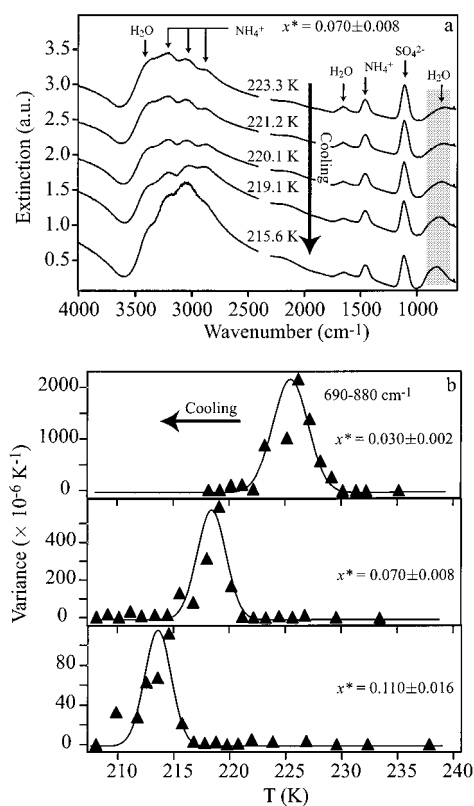 x* = 0.070±0.008
a
H₂O
NH₄⁺
SO₄²⁻
H₂O
NH₄⁺
H₂O
3.5
3.0
2.5
2.0
1.5
1.0
0.5
Extinction (a.u.)
223.3 K
221.2 K
220.1 K
219.1 K
215.6 K
Cooling
4000 3500 3000 2500 2000 1500 1000
Wavenumber (cm⁻¹)
b
690-880 cm⁻¹
Cooling
x* = 0.030±0.002
2000
1000
0
x* = 0.070±0.008
400
200
0
x* = 0.110±0.016
80
40
0
Variance (× 10⁻⁶ K⁻¹)
210 215 220 225 230 235 240
T (K)